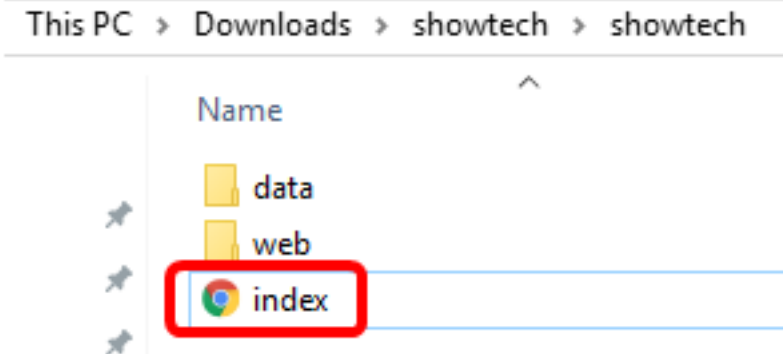 This PC > Downloads > showtech > showtech
Name
data
web
index